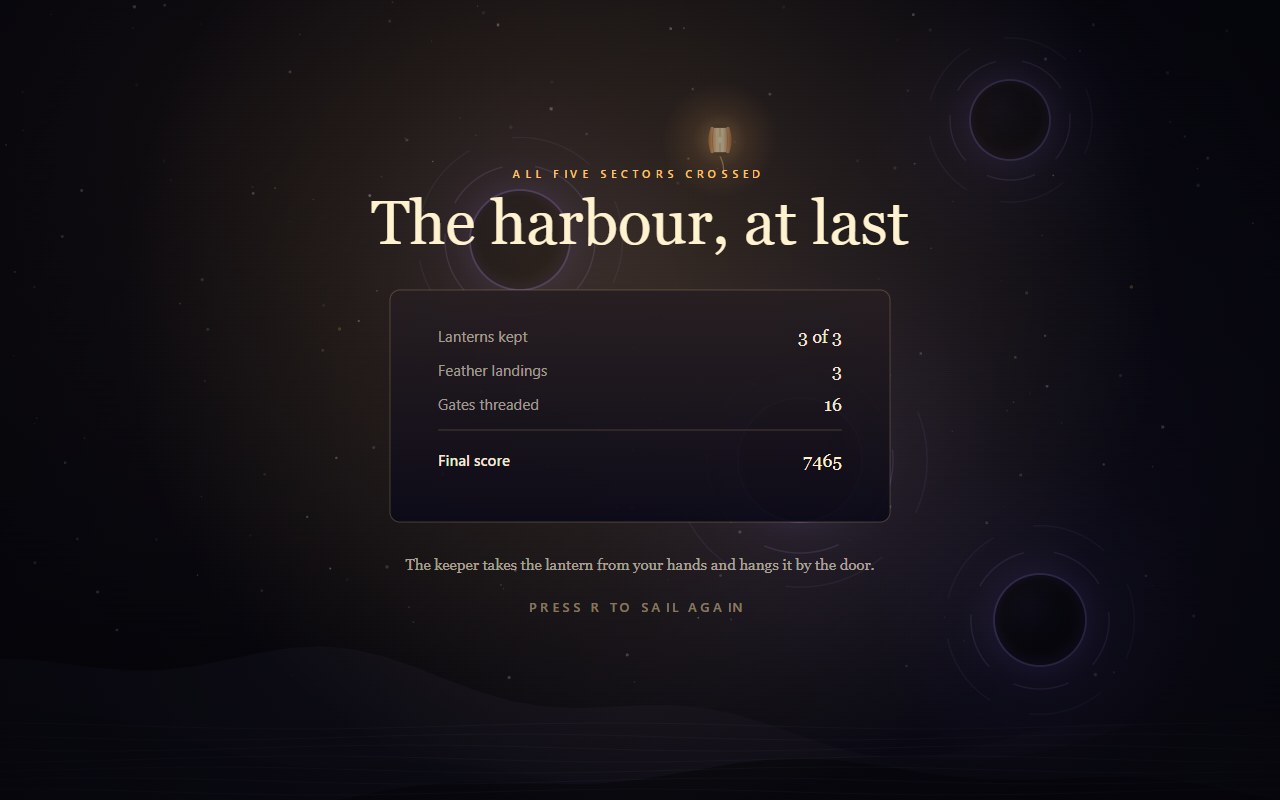 ALL FIVE SECTORS CROSSED
The harbour, at last
Lanterns kept 3 of 3
Feather landings 3
Gates threaded 16
Final score 7465
The keeper takes the lantern from your hands and hangs it by the door.
PRESS R TO SAIL AGAIN